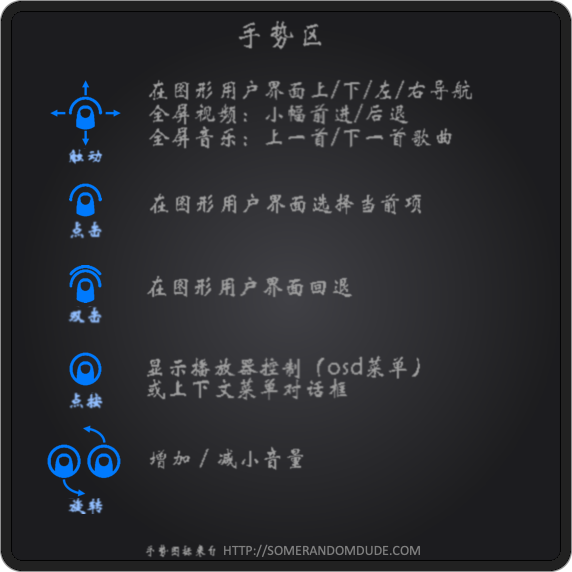 手势区
在图形用户界面上/下/左/右导航
全屏视频：小幅前进/后退
全屏音乐：上一首/下一首歌曲
触动
在图形用户界面选择当前项
点击
在图形用户界面回退
双击
显示播放器控制（osd菜单）
或上下文菜单对话框
点按
增加 / 减小音量
旋转
手势图标来自 HTTP://SOMERANDOMDUDE.COM